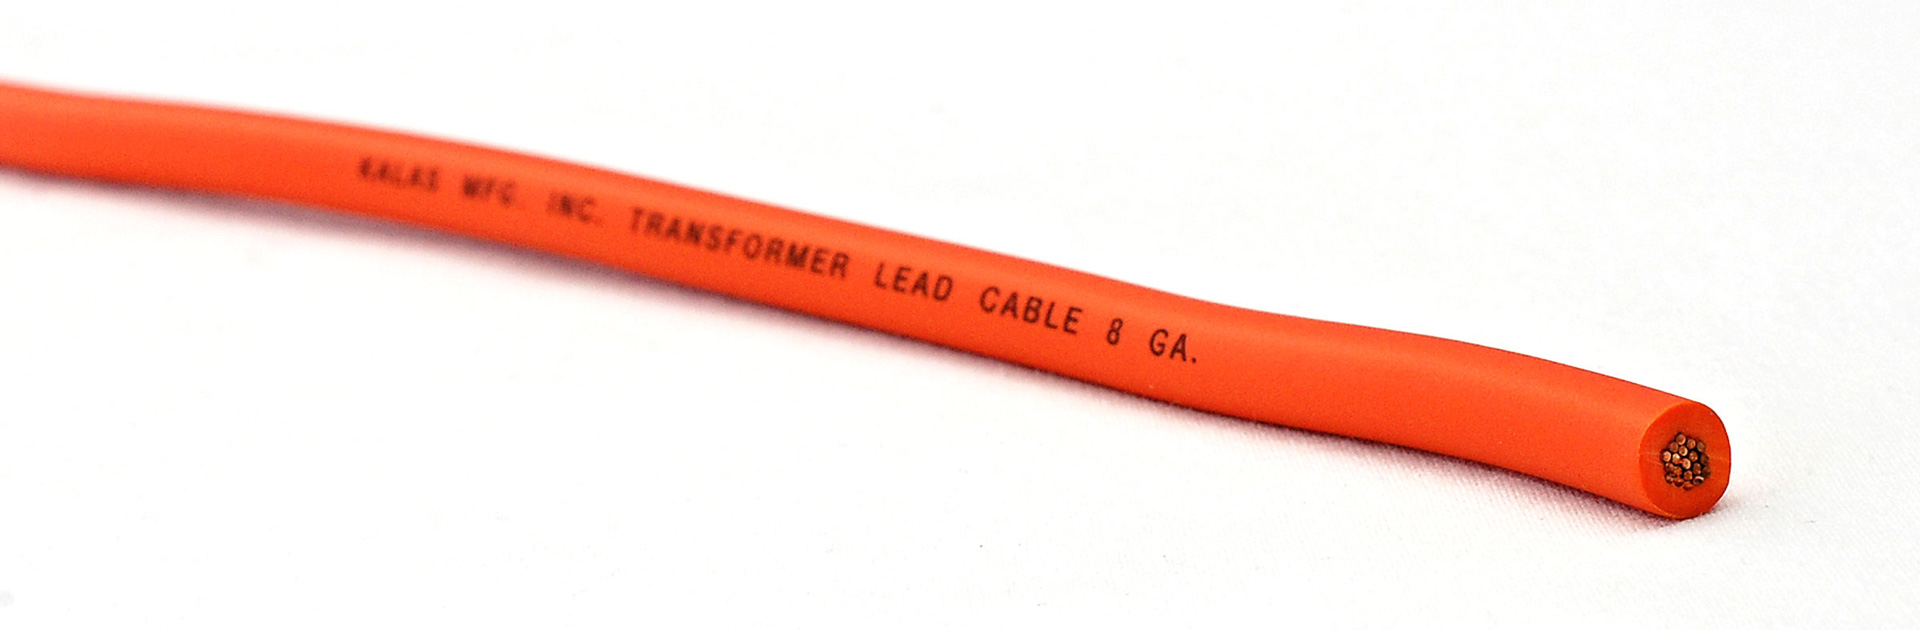 KALAS MFG. INC. TRANSFORMER LEAD CABLE 8 GA.